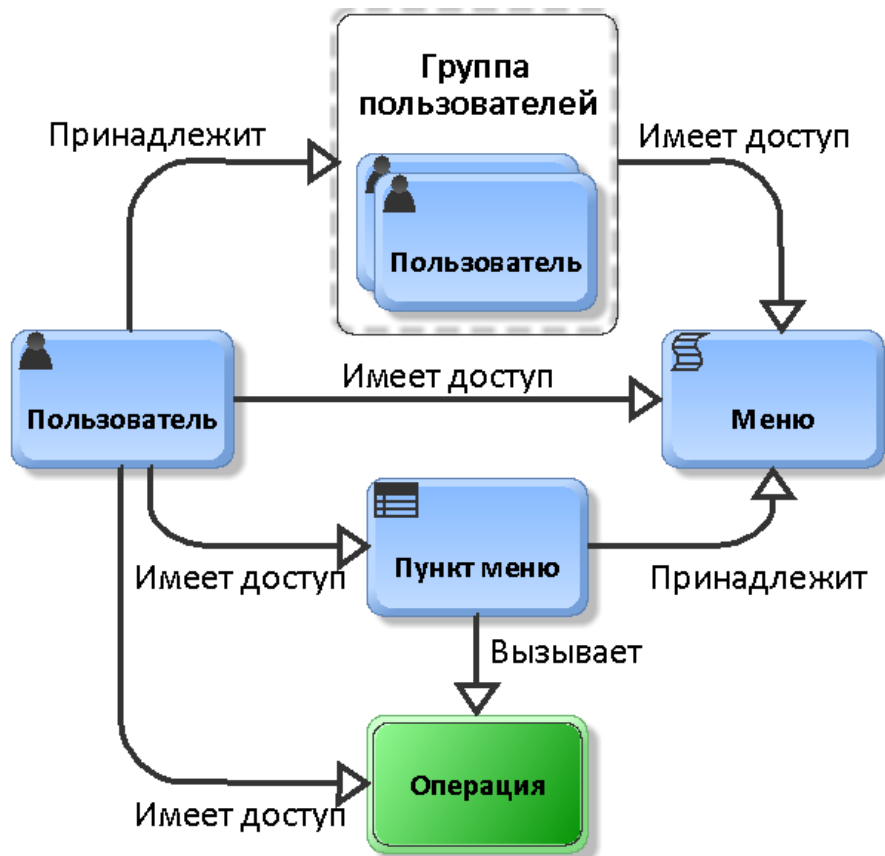 Группа
пользователей
Принадлежит
Имеет доступ
Пользователь
Имеет доступ
Пользователь
Меню
Имеет доступ
Пункт меню
Принадлежит
Вызывает
Операция
Имеет доступ